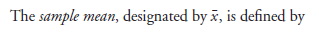 The sample mean, designated by x̄, is defined by